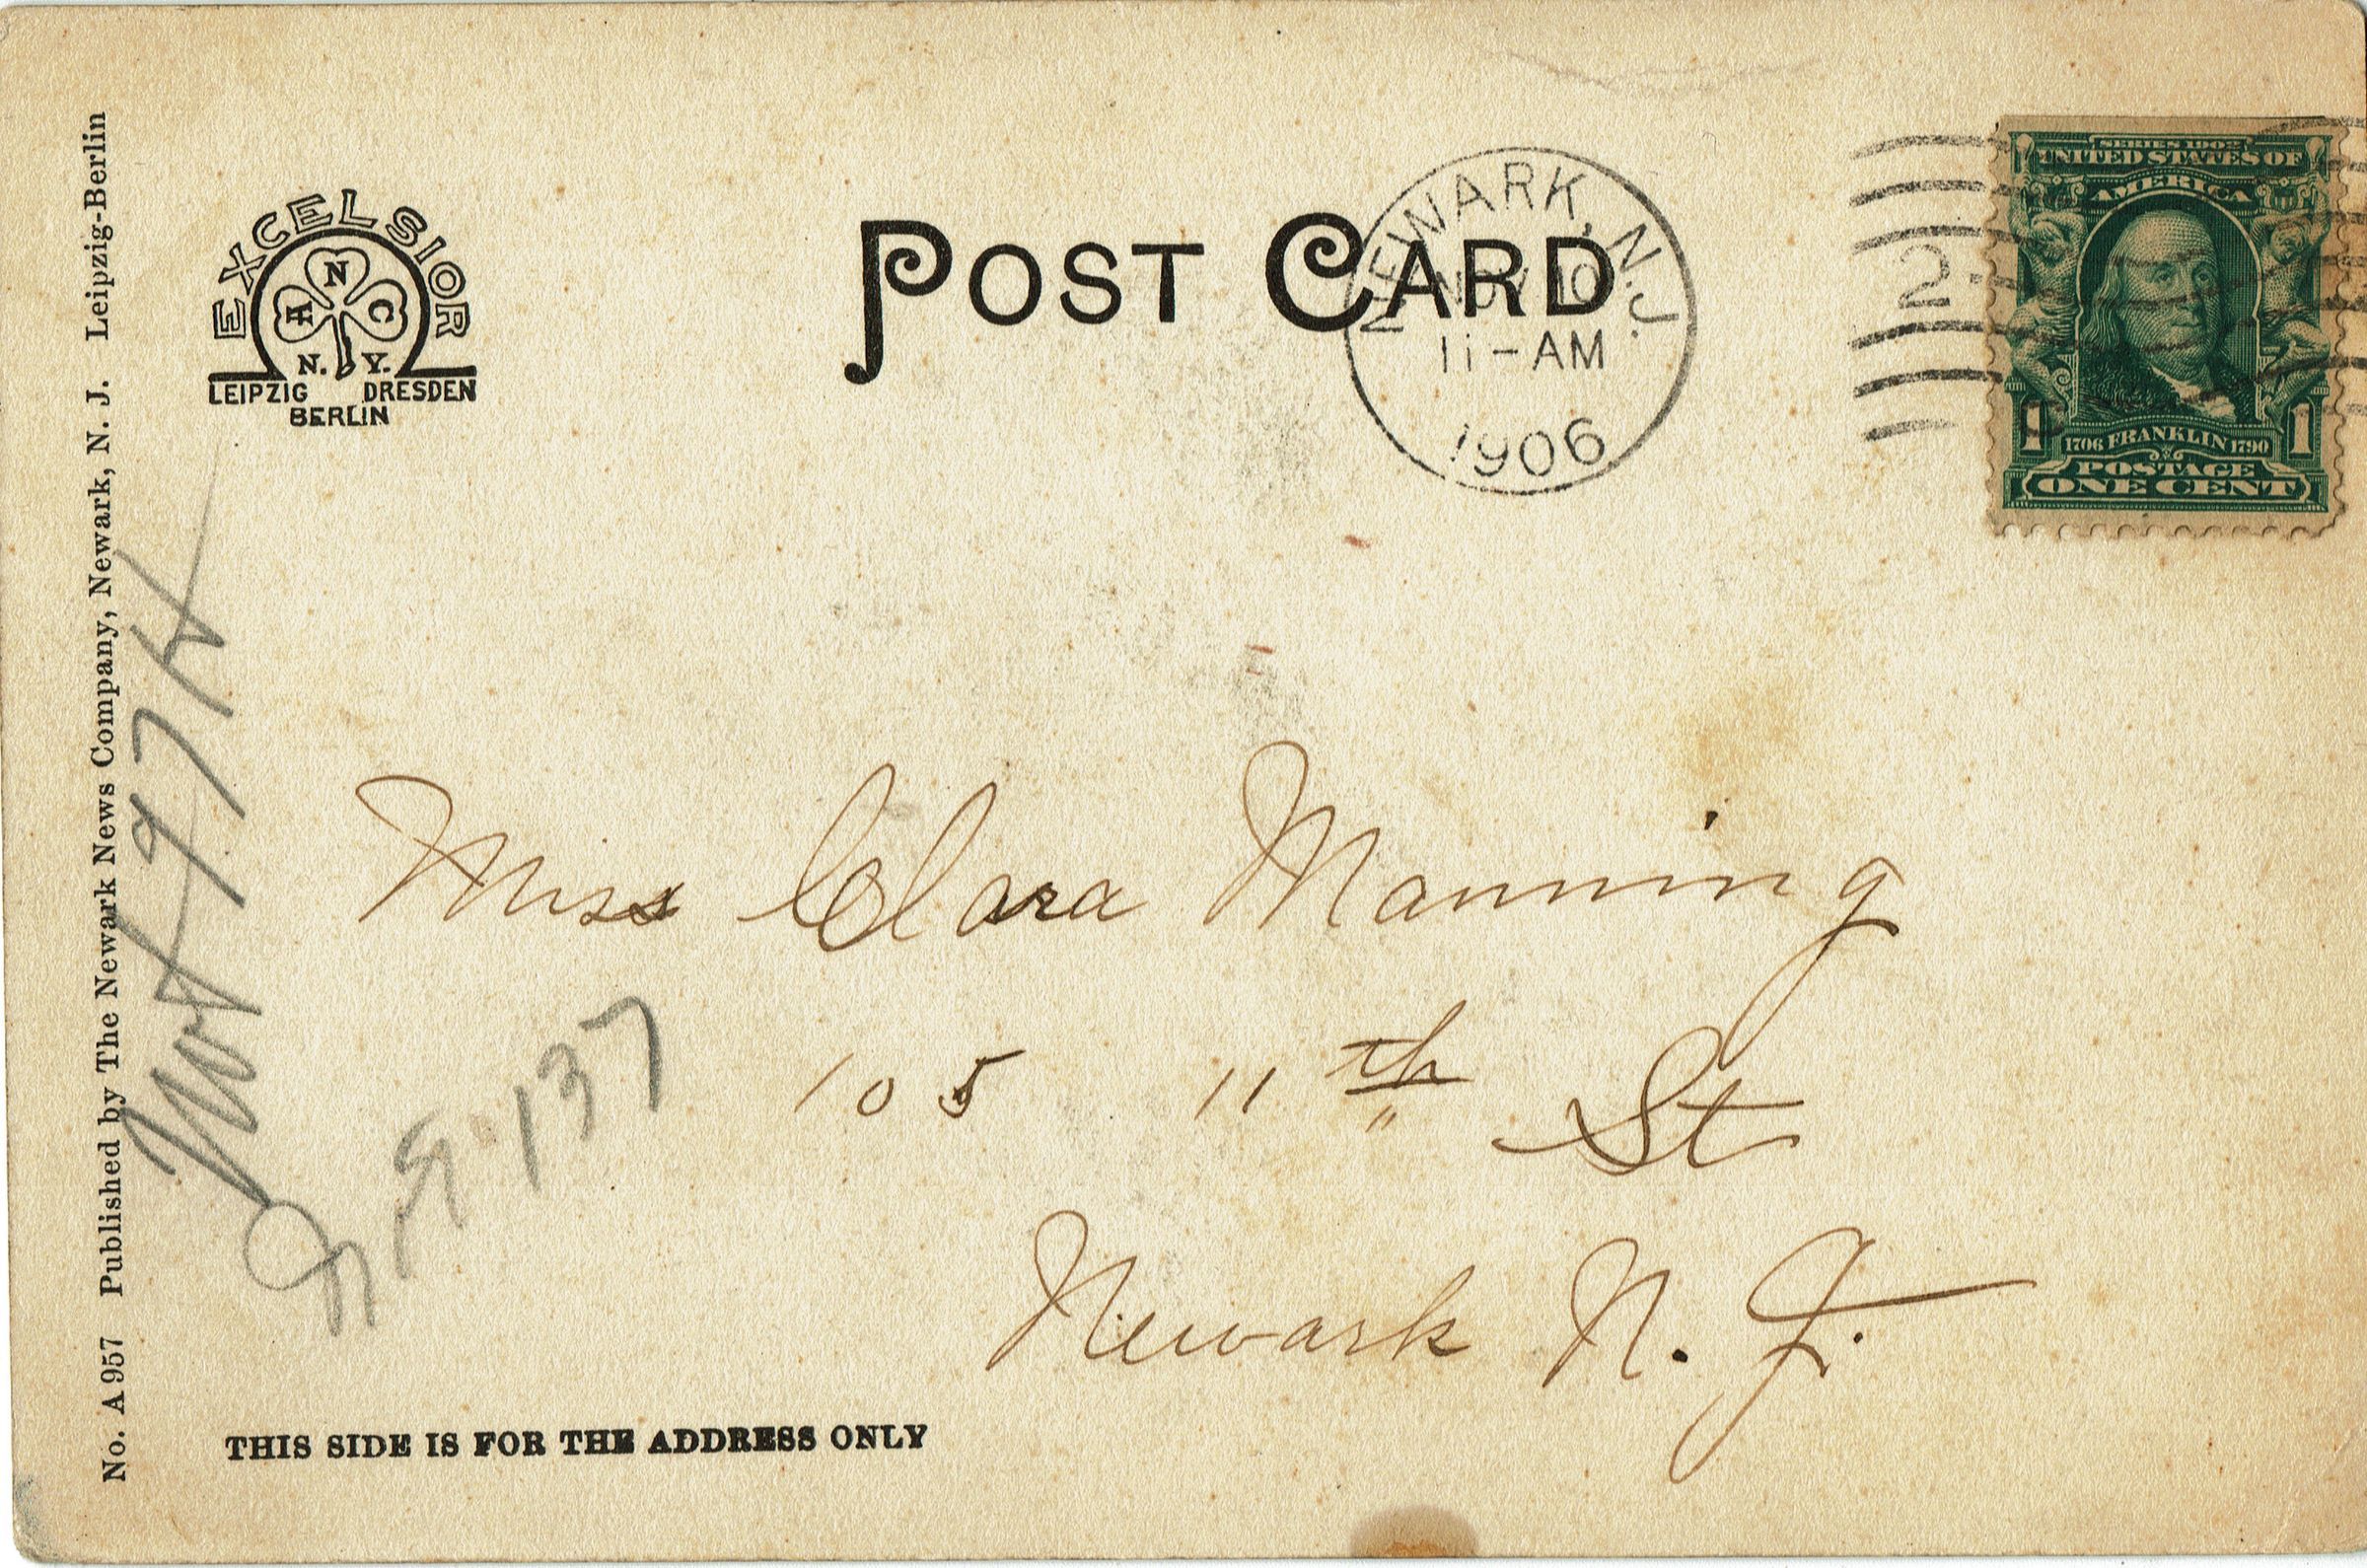 No. A 957 Published by The Newark News Company, Newark, N. J. Leipzig-Berlin
EXCELSIOR
A N C
N. Y.
LEIPZIG DRESDEN
BERLIN
POST CARD
NEWARK, N.J.
NOV 10
11-AM
1906
2
SERIES 1902
UNITED STATES OF
AMERICA
1 1
1706 FRANKLIN 1790
POSTAGE
ONE CENT
Miss Clara Manning
105 11th St
Newark N. J.
137
THIS SIDE IS FOR THE ADDRESS ONLY